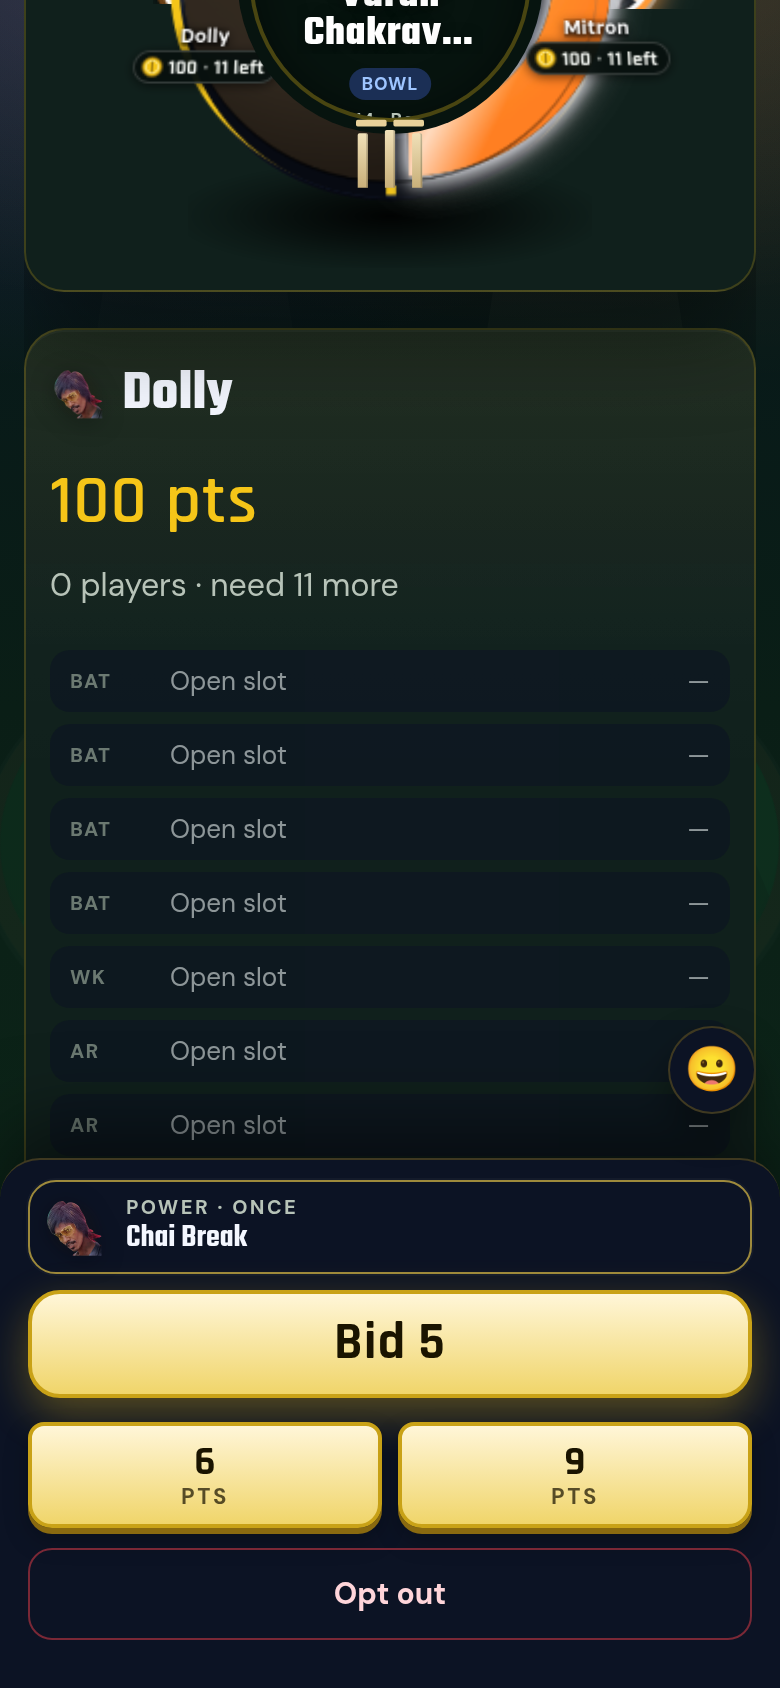 Varun
Chakrav...
Dolly
100 · 11 left
Mitron
100 · 11 left
BOWL
Dolly
100 pts
0 players · need 11 more
BAT Open slot —
BAT Open slot —
BAT Open slot —
BAT Open slot —
WK Open slot —
AR Open slot —
AR Open slot —
POWER · ONCE
Chai Break
Bid 5
6 PTS
9 PTS
Opt out